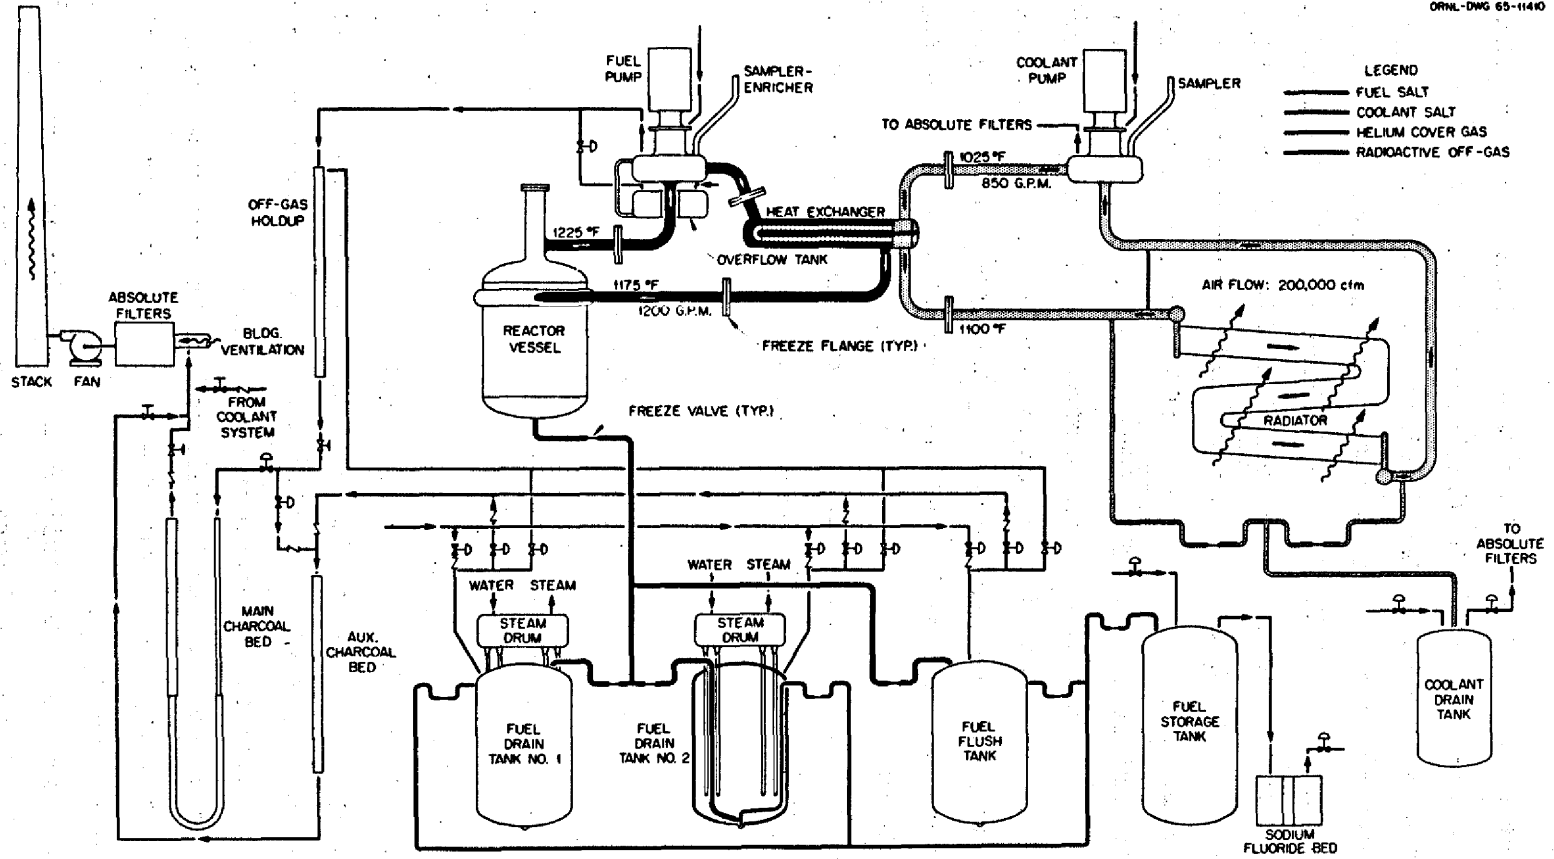 ORNL-DWG 65-11410
FUEL
PUMP
SAMPLER-
ENRICHER
COOLANT
PUMP
SAMPLER
LEGEND
FUEL SALT
COOLANT SALT
HELIUM COVER GAS
RADIOACTIVE OFF-GAS
TO ABSOLUTE FILTERS
1025 °F
850 G.P.M.
OFF-GAS
HOLDUP
HEAT EXCHANGER
1225 °F
OVERFLOW TANK
1175 °F
1200 G.P.M.
AIR FLOW: 200,000 cfm
ABSOLUTE
FILTERS
BLDG.
VENTILATION
REACTOR
VESSEL
1100 °F
FREEZE FLANGE (TYP.)
STACK
FAN
FROM
COOLANT
SYSTEM
FREEZE VALVE (TYP.)
RADIATOR
TO
ABSOLUTE
FILTERS
WATER
STEAM
WATER
STEAM
STEAM
DRUM
STEAM
DRUM
MAIN
CHARCOAL
BED
AUX.
CHARCOAL
BED
FUEL
DRAIN
TANK NO. 1
FUEL
DRAIN
TANK NO. 2
FUEL
FLUSH
TANK
FUEL
STORAGE
TANK
COOLANT
DRAIN
TANK
SODIUM
FLUORIDE BED